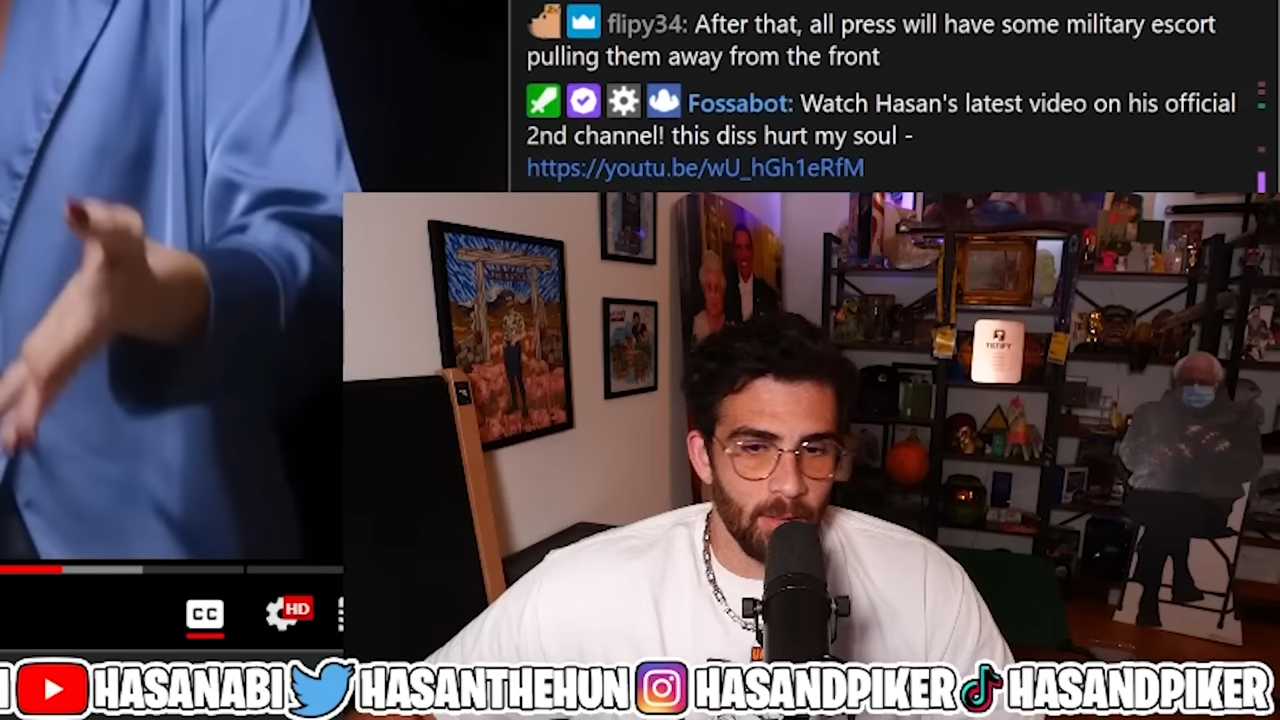 flipy34: After that, all press will have some military escort
pulling them away from the front
Fossabot: Watch Hasan's latest video on his official
2nd channel! this diss hurt my soul -
https://youtu.be/wU_hGh1eRfM
TILTIFY
CC
HD
HASANABI HASANTHEHUN HASANDPIKER HASANDPIKER